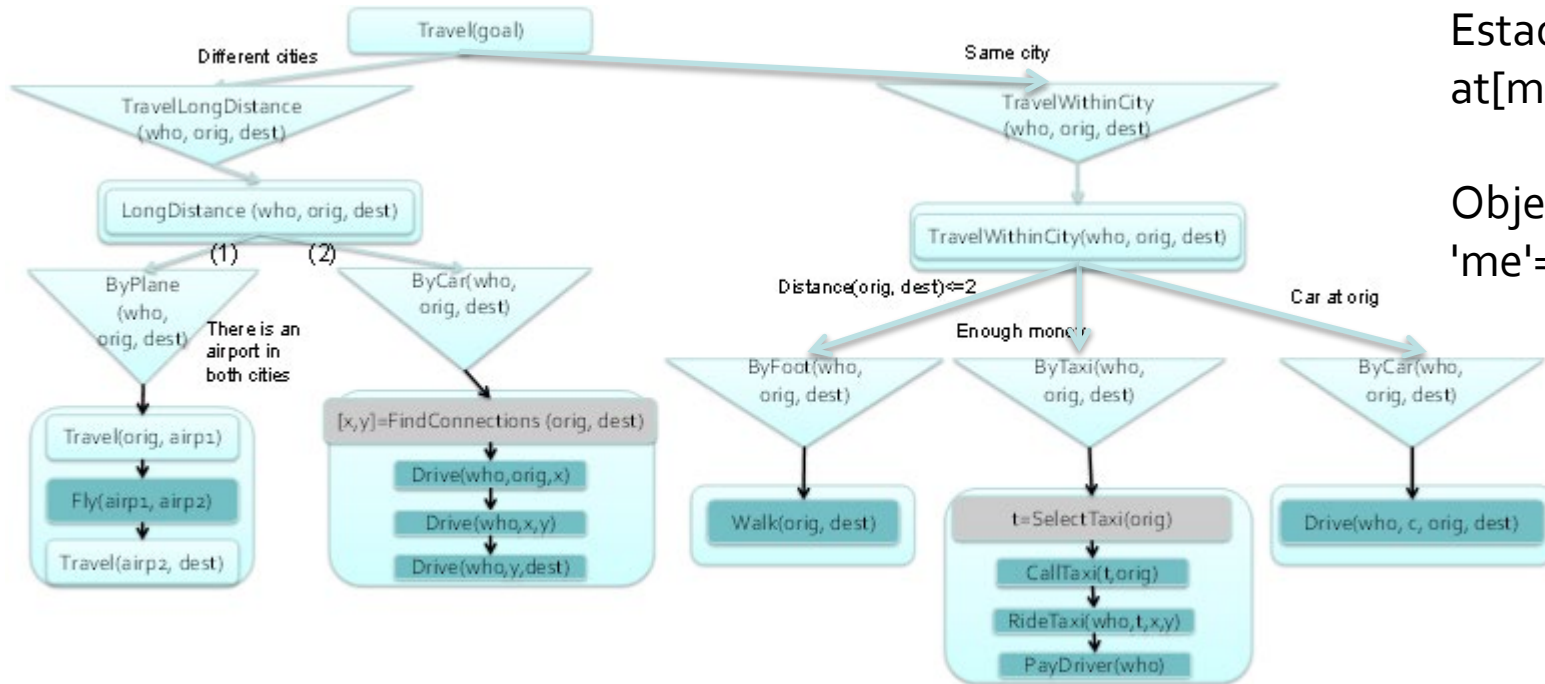 Travel(goal)
Different cities
Same city
TravelLongDistance
(who, orig, dest)
TravelWithinCity
(who, orig, dest)
LongDistance (who, orig, dest)
TravelWithinCity(who, orig, dest)
(1)
(2)
ByPlane
(who,
orig, dest)
There is an
airport in
both cities
ByCar(who,
orig, dest)
Distance(orig, dest)<=2
Enough money
Car at orig
ByFoot(who,
orig, dest)
ByTaxi(who,
orig, dest)
ByCar(who,
orig, dest)
Travel(orig, airp1)
Fly(airp1, airp2)
Travel(airp2, dest)
[x,y]=FindConnections (orig, dest)
Drive(who,orig,x)
Drive(who,x,y)
Drive(who,y,dest)
Walk(orig, dest)
t=SelectTaxi(orig)
CallTaxi(t,orig)
RideTaxi(who,t,x,y)
PayDriver(who)
Drive(who, c, orig, dest)
at[m
'me'=